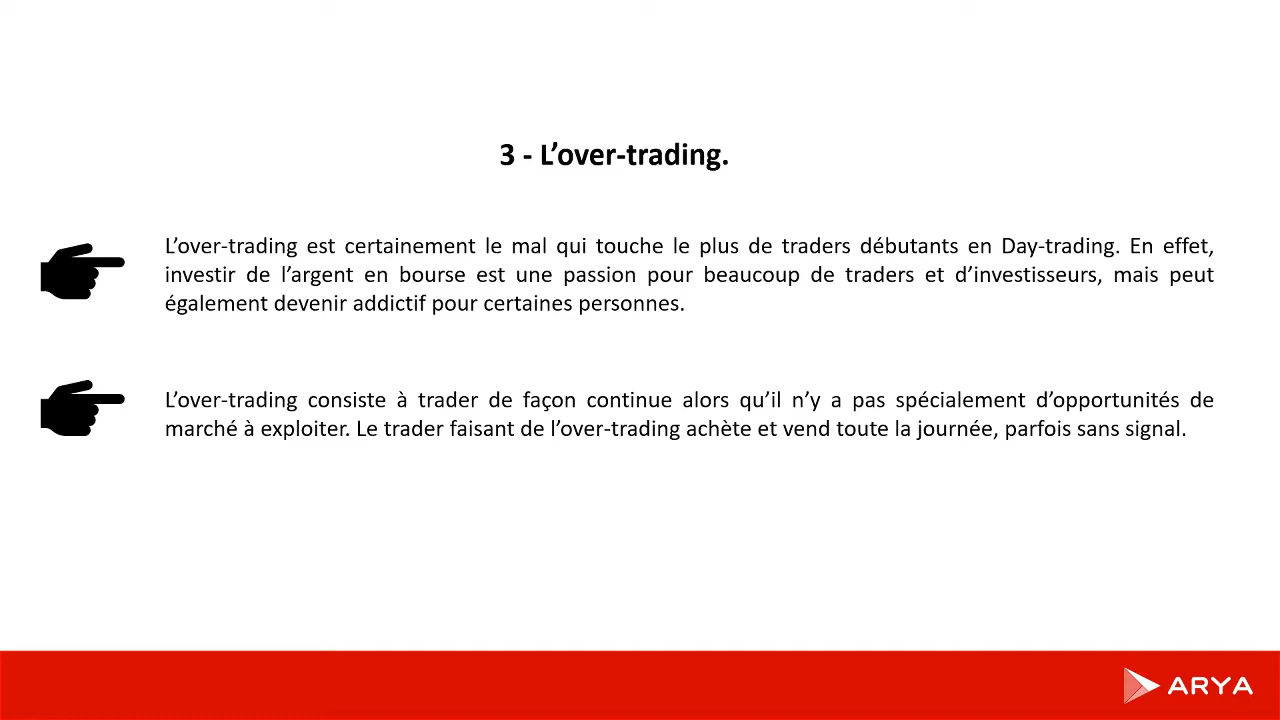 3 - L’over-trading.
L’over-trading est certainement le mal qui touche le plus de traders débutants en Day-trading. En effet,
investir de l’argent en bourse est une passion pour beaucoup de traders et d’investisseurs, mais peut
également devenir addictif pour certaines personnes.
L’over-trading consiste à trader de façon continue alors qu’il n’y a pas spécialement d’opportunités de
marché à exploiter. Le trader faisant de l’over-trading achète et vend toute la journée, parfois sans signal.
ARYA